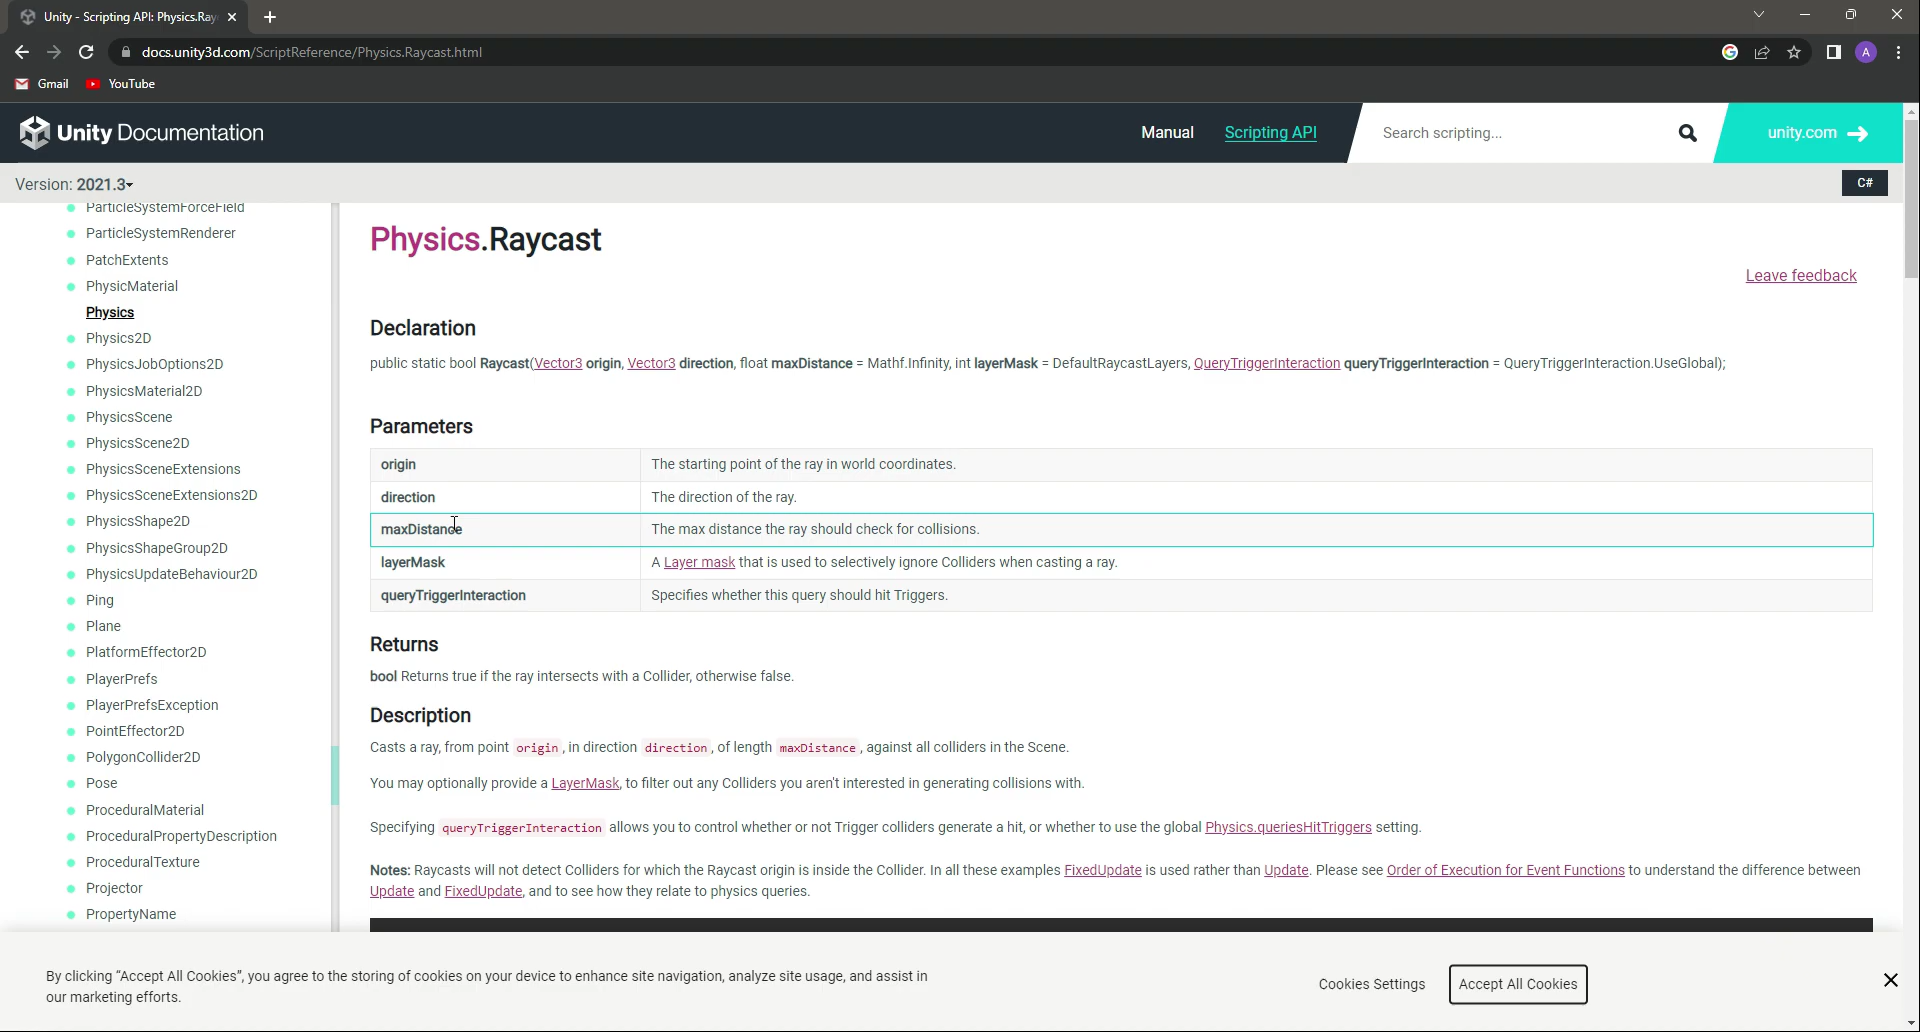 Unity - Scripting API: Physics.Ray
docs.unity3d.com/ScriptReference/Physics.Raycast.html
A
Gmail
YouTube
Unity Documentation
Manual
Scripting API
Search scripting...
unity.com
Version: 2021.3
C#
ParticleSystemForceField
ParticleSystemRenderer
PatchExtents
PhysicMaterial
Physics
Physics2D
PhysicsJobOptions2D
PhysicsMaterial2D
PhysicsScene
PhysicsScene2D
PhysicsSceneExtensions
PhysicsSceneExtensions2D
PhysicsShape2D
PhysicsShapeGroup2D
PhysicsUpdateBehaviour2D
Ping
Plane
PlatformEffector2D
PlayerPrefs
PlayerPrefsException
PointEffector2D
PolygonCollider2D
Pose
ProceduralMaterial
ProceduralPropertyDescription
ProceduralTexture
Projector
PropertyName
Physics.Raycast
Leave feedback
Declaration
public static bool Raycast(Vector3 origin, Vector3 direction, float maxDistance = Mathf.Infinity, int layerMask = DefaultRaycastLayers, QueryTriggerInteraction queryTriggerInteraction = QueryTriggerInteraction.UseGlobal);
Parameters
origin The starting point of the ray in world coordinates.
direction The direction of the ray.
maxDistance The max distance the ray should check for collisions.
layerMask A Layer mask that is used to selectively ignore Colliders when casting a ray.
queryTriggerInteraction Specifies whether this query should hit Triggers.
Returns
bool Returns true if the ray intersects with a Collider, otherwise false.
Description
Casts a ray, from point origin, in direction direction, of length maxDistance, against all colliders in the Scene.
You may optionally provide a LayerMask, to filter out any Colliders you aren't interested in generating collisions with.
Specifying queryTriggerInteraction allows you to control whether or not Trigger colliders generate a hit, or whether to use the global Physics.queriesHitTriggers setting.
Notes: Raycasts will not detect Colliders for which the Raycast origin is inside the Collider. In all these examples FixedUpdate is used rather than Update. Please see Order of Execution for Event Functions to understand the difference between
Update and FixedUpdate, and to see how they relate to physics queries.
By clicking “Accept All Cookies”, you agree to the storing of cookies on your device to enhance site navigation, analyze site usage, and assist in
our marketing efforts.
Cookies Settings
Accept All Cookies